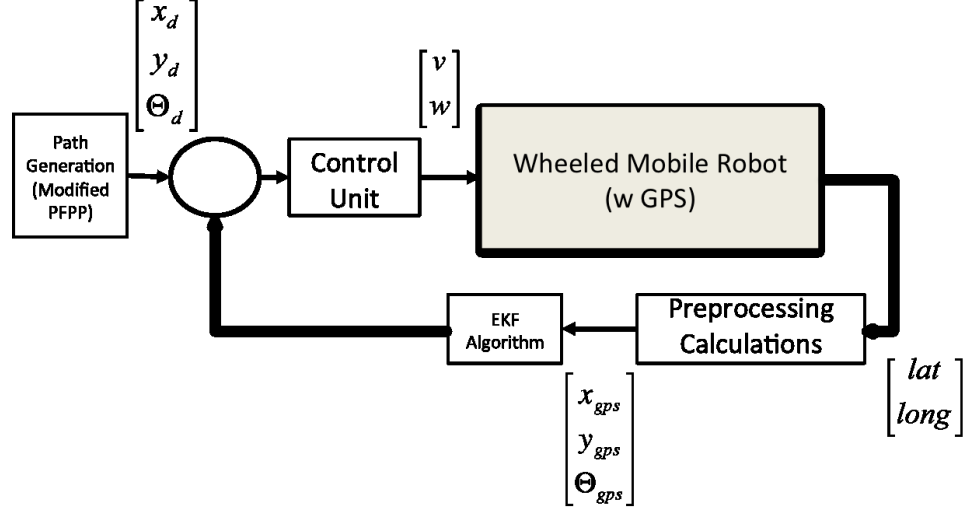 x_d
y_d
Θ_d
v
w
Path
Generation
(Modified
PFPP)
Control
Unit
Wheeled Mobile Robot
(w GPS)
EKF
Algorithm
Preprocessing
Calculations
lat
long
x_gps
y_gps
Θ_gps